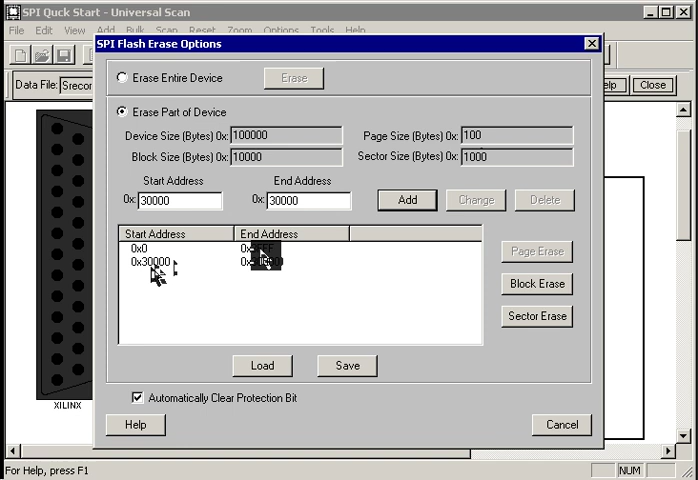 SPI Quck Start - Universal Scan
File Edit View Add Bulk Scan Reset Zoom Options Tools Tools Help
SPI Flash Erase Options
Data File: Srecor
elp Close
Erase Entire Device Erase
Erase Part of Device
Device Size (Bytes) 0x: 100000 Page Size (Bytes) 0x: 100
Block Size (Bytes) 0x: 10000 Sector Size (Bytes) 0x: 1000
Start Address End Address
0x: 30000 0x: 30000 Add Change Delete
Start Address End Address
0x0
0x30000
Page Erase
Block Erase
Sector Erase
Load Save
Automatically Clear Protection Bit
XILINX
Help Cancel
For Help, press F1 NUM